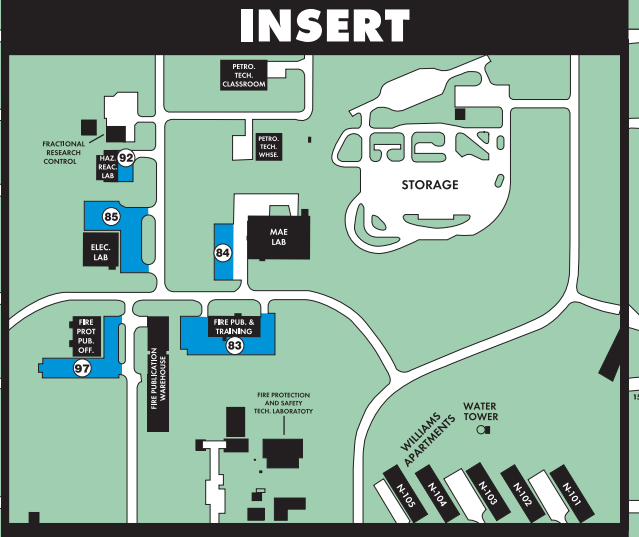 INSERT
PETRO.
TECH.
CLASSROOM
FRACTIONAL
RESEARCH
CONTROL
HAZ.
REAC.
LAB
92
PETRO.
TECH.
WHSE.
STORAGE
85
ELEC.
LAB
84
MAE
LAB
FIRE
PROT
PUB.
OFF.
97
FIRE PUBLICATION
WAREHOUSE
FIRE PUB. &
TRAINING
83
FIRE PROTECTION
AND SAFETY
TECH. LABORATOTY
WILLIAMS
APARTMENTS
WATER
TOWER
N-105
N-104
N-103
N-102
N-101